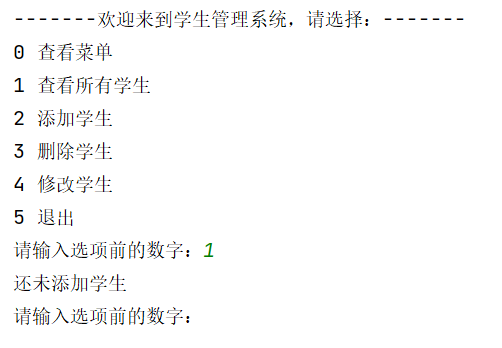 -------欢迎来到学生管理系统，请选择：-------
0 查看菜单
1 查看所有学生
2 添加学生
3 删除学生
4 修改学生
5 退出
请输入选项前的数字：1
还未添加学生
请输入选项前的数字：